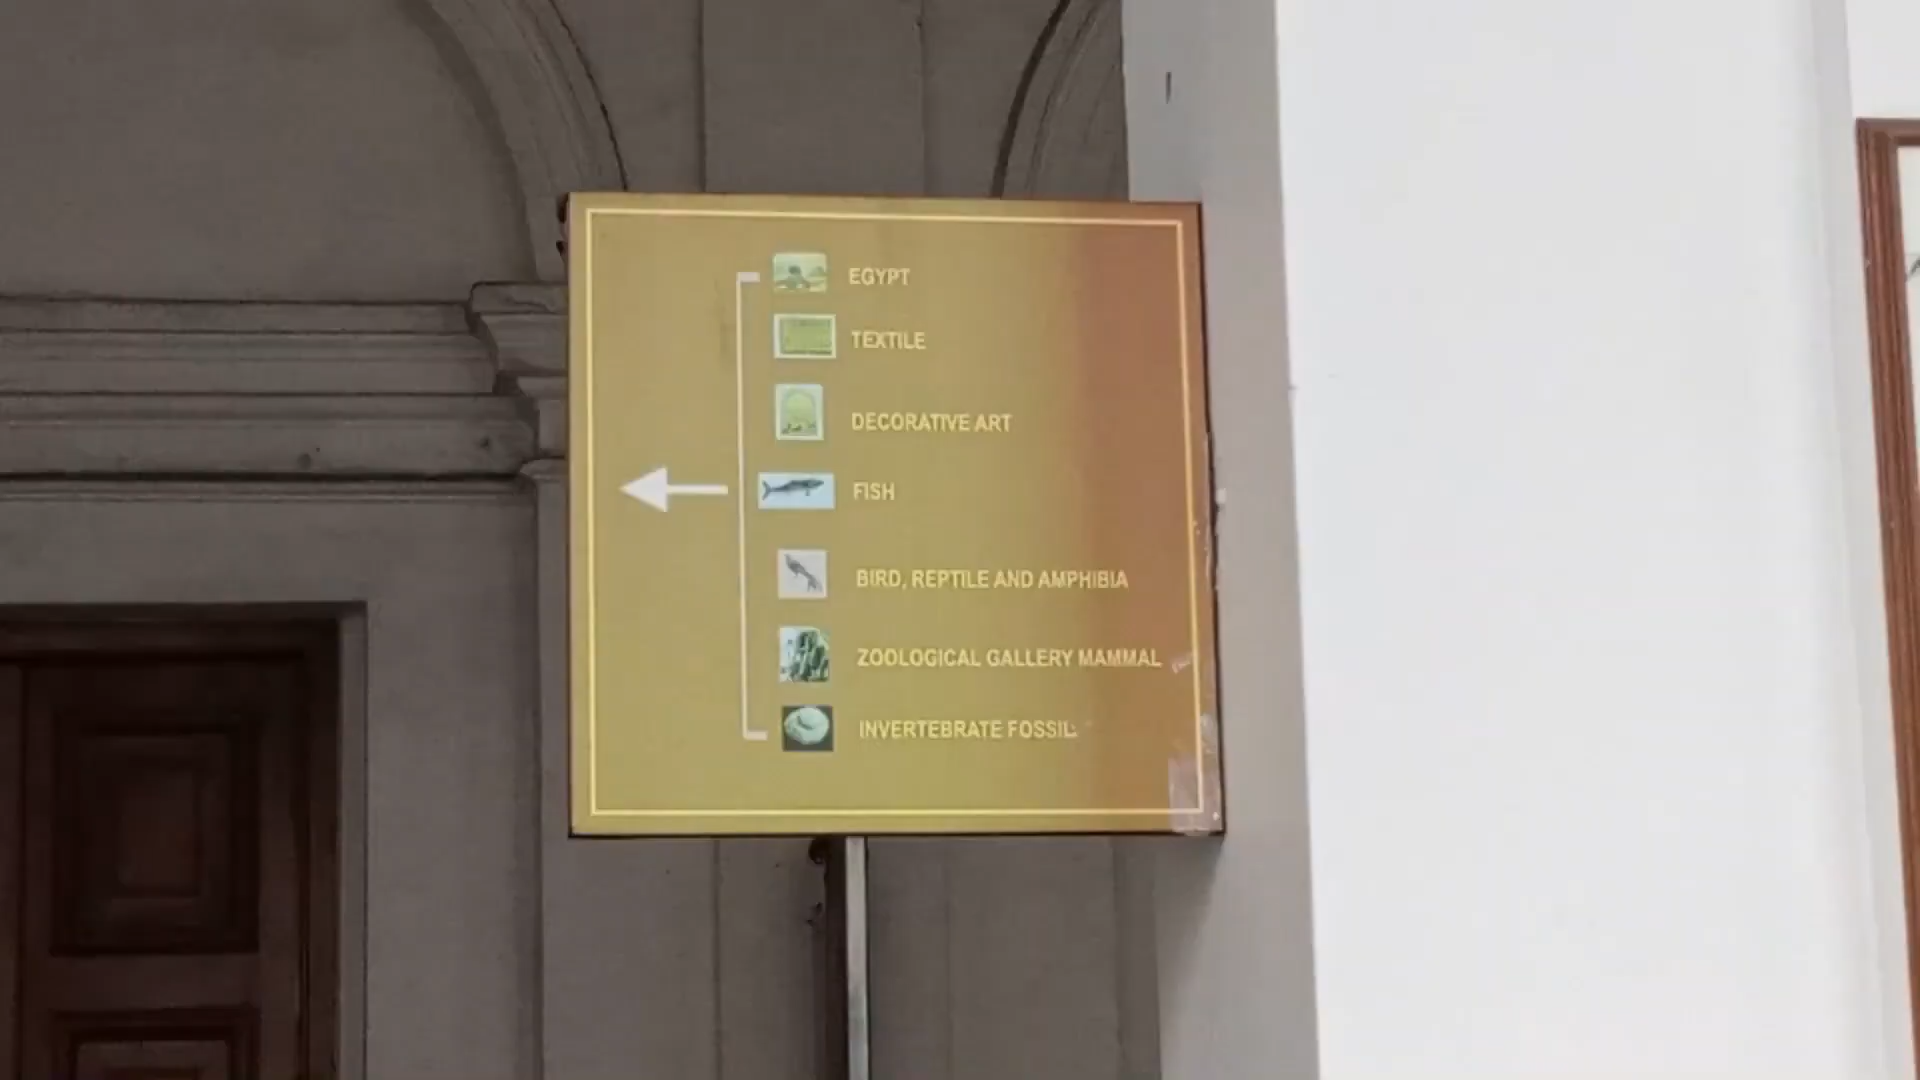 EGYPT
TEXTILE
DECORATIVE ART
FISH
BIRD, REPTILE AND AMPHIBIA
ZOOLOGICAL GALLERY MAMMAL
INVERTEBRATE FOSSIL